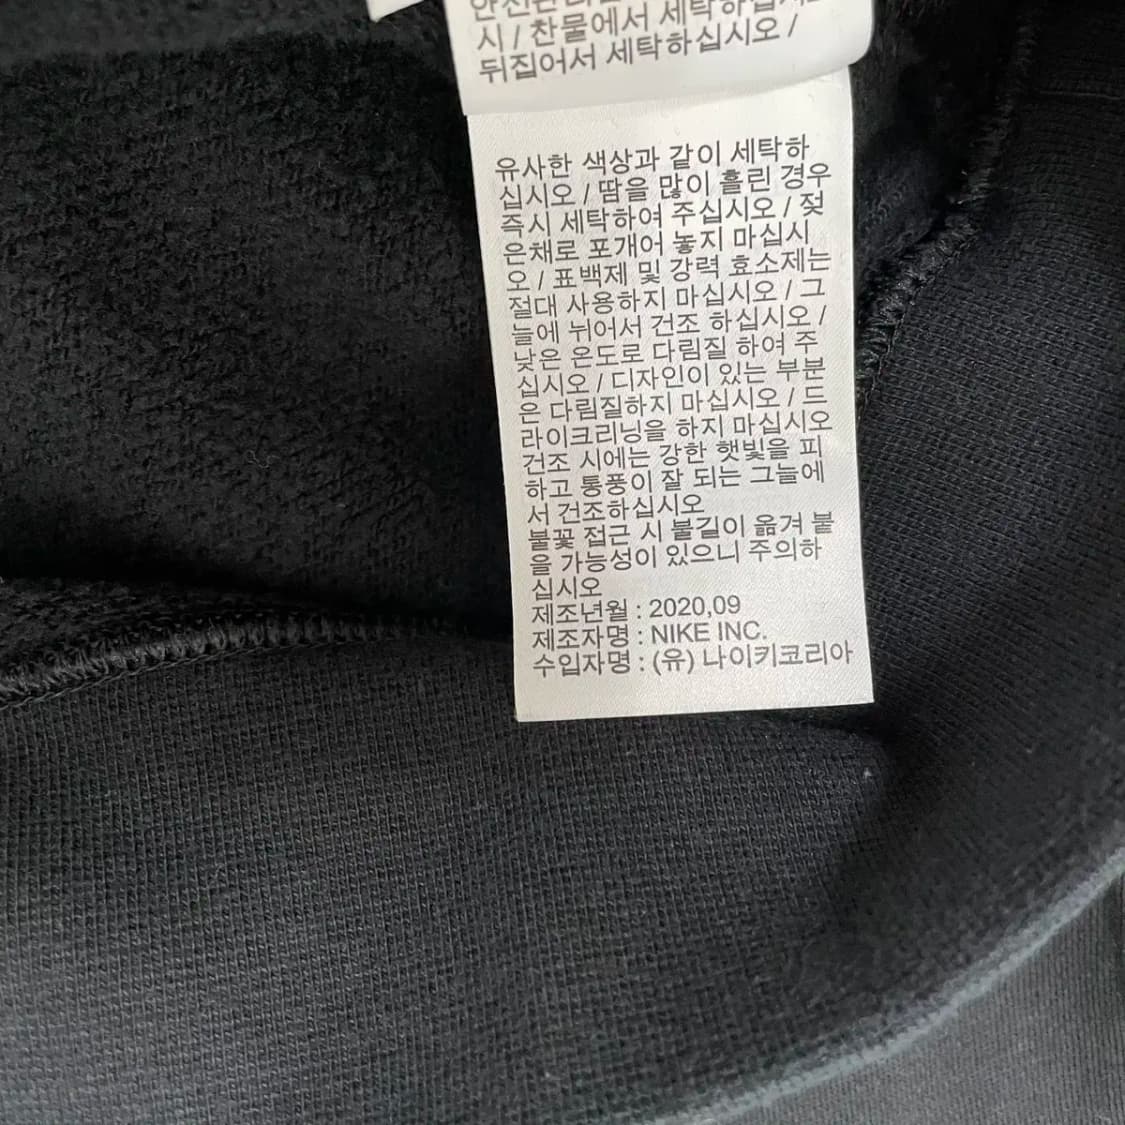 시 / 찬물에서 세탁하십시오
뒤집어서 세탁하십시오 /
유사한 색상과 같이 세탁하
십시오 / 땀을 많이 흘린 경우
즉시 세탁하여 주십시오 / 젖
은채로 포개어 놓지 마십시
오 / 표백제 및 강력 효소제는
절대 사용하지 마십시오 / 그
늘에 뉘어서 건조 하십시오 /
낮은 온도로 다림질 하여 주
십시오 / 디자인이 있는 부분
은 다림질하지 마십시오 / 드
라이크리닝을 하지 마십시오
건조 시에는 강한 햇빛을 피
하고 통풍이 잘 되는 그늘에
서 건조하십시오
불꽃 접근 시 불길이 옮겨 붙
을 가능성이 있으니 주의하
십시오
제조년월 : 2020,09
제조자명 : NIKE INC.
수입자명 : (유) 나이키코리아